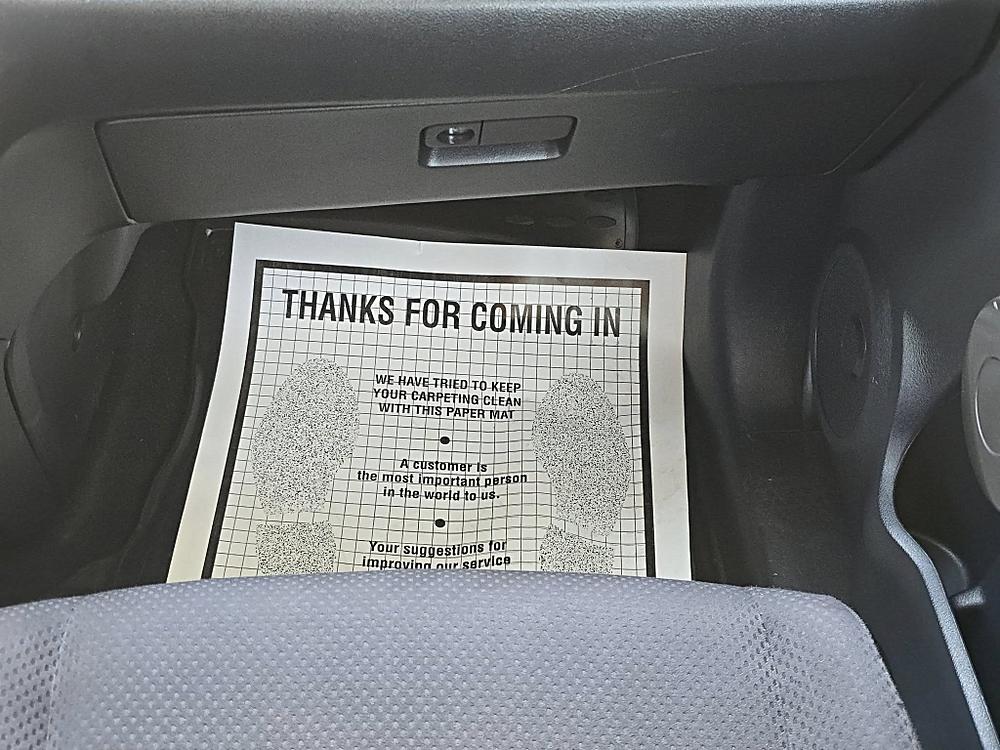 THANKS FOR COMING IN
WE HAVE TRIED TO KEEP
YOUR CARPETING CLEAN
WITH THIS PAPER MAT
A customer is
the most important person
in the world to us.
Your suggestions for
improving our service